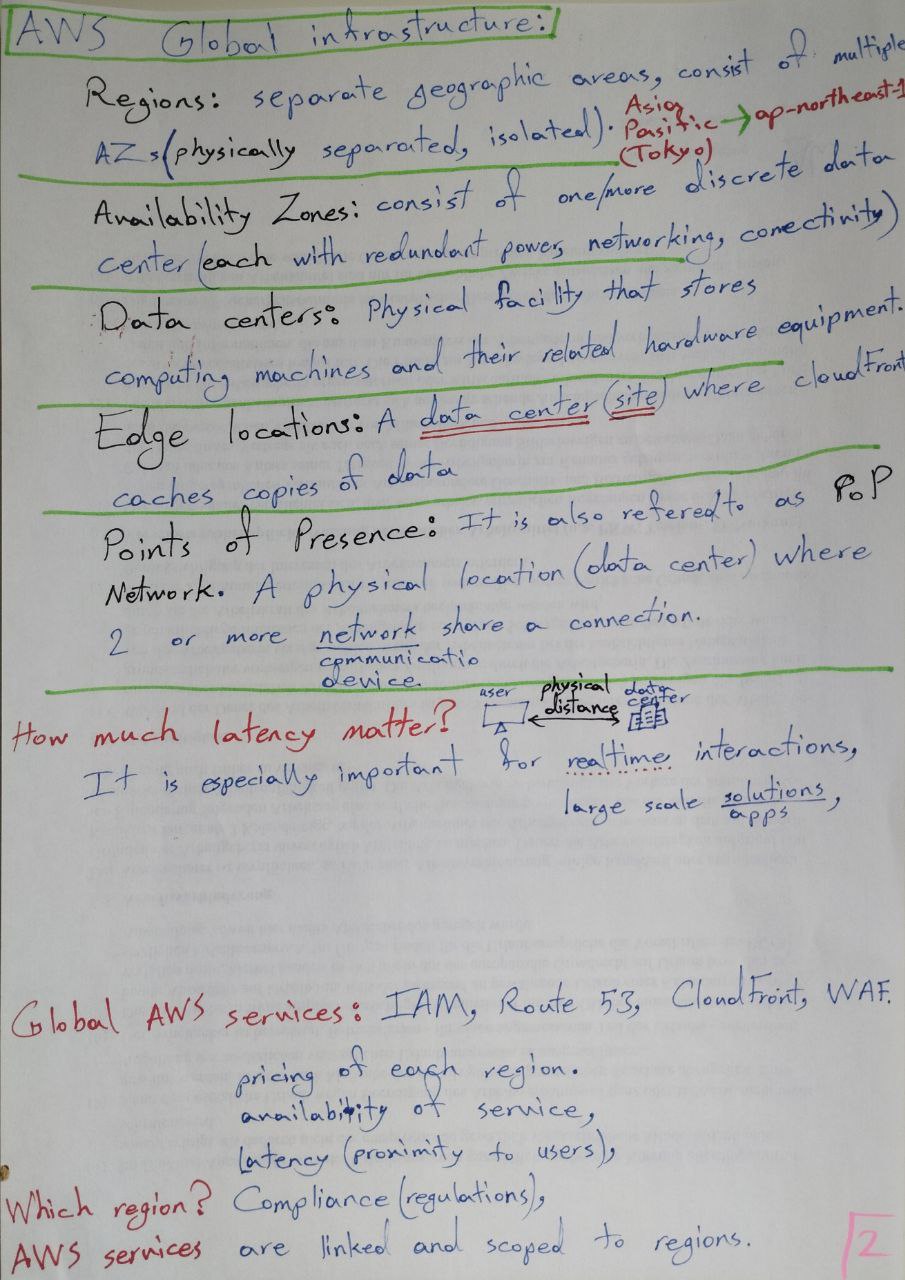 AWS Global infrastructure:
Regions: separate geographic areas, consist of multiple
AZs (physically separated, isolated). Asia Pasific (Tokyo) → ap-northeast-1
Availability Zones: consist of one/more discrete data
center (each with redundant power, networking, conectivity)
Data centers: Physical facility that stores
computing machines and their related hardware equipment.
Edge locations: A data center (site) where cloudFront
caches copies of data
Points of Presence: It is also refered to as PoP
Network. A physical location (data center) where
2 or more network share a connection.
communicatio
device.
user physical distance data center
How much latency matter?
It is especially important for realtime interactions,
large scale solutions
apps,
Global AWS services: IAM, Route 53, CloudFront, WAF.
pricing of each region.
availability of service,
Latency (proximity to users),
Which region? Compliance (regulations),
AWS services are linked and scoped to regions.
2